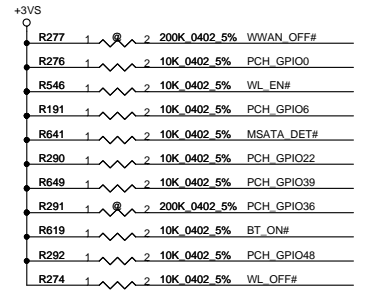 +3VS
R277 1 @ 2 200K_0402_5% WWAN_OFF#
R276 1 2 10K_0402_5% PCH_GPIO0
R546 1 2 10K_0402_5% WL_EN#
R191 1 2 10K_0402_5% PCH_GPIO6
R641 1 2 10K_0402_5% MSATA_DET#
R290 1 2 10K_0402_5% PCH_GPIO22
R649 1 2 10K_0402_5% PCH_GPIO39
R291 1 @ 2 200K_0402_5% PCH_GPIO36
R619 1 2 10K_0402_5% BT_ON#
R292 1 2 10K_0402_5% PCH_GPIO48
R274 1 2 10K_0402_5% WL_OFF#